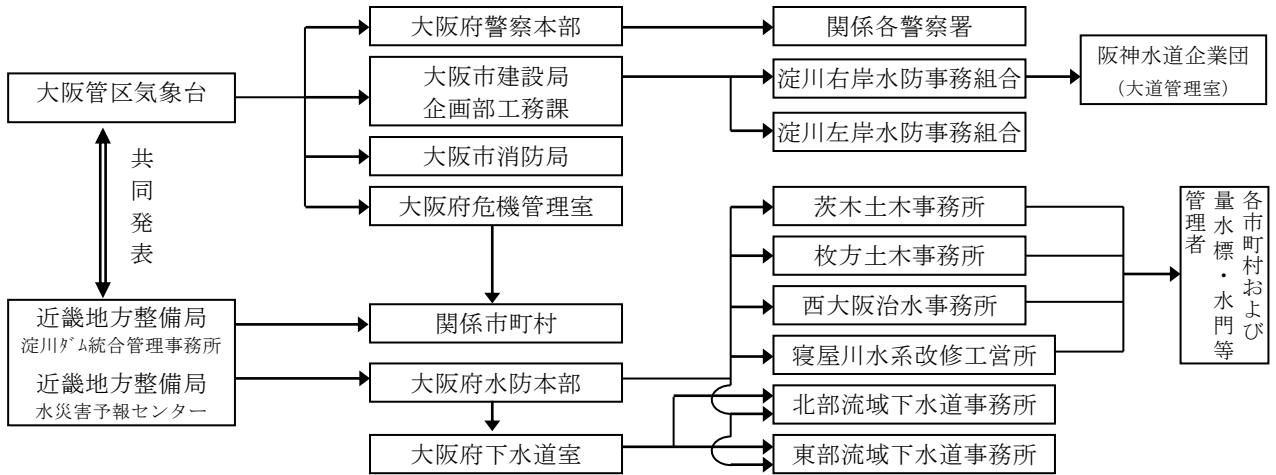 大阪管区気象台
共同発表
近畿地方整備局
淀川ﾀﾞﾑ統合管理事務所
近畿地方整備局
水災害予報センター
大阪府警察本部
大阪市建設局
企画部工務課
大阪市消防局
大阪府危機管理室
関係市町村
大阪府水防本部
大阪府下水道室
関係各警察署
淀川右岸水防事務組合
淀川左岸水防事務組合
茨木土木事務所
枚方土木事務所
西大阪治水事務所
寝屋川水系改修工営所
北部流域下水道事務所
東部流域下水道事務所
阪神水道企業団
（大道管理室）
各市町村および
量水標・水門等
管理者